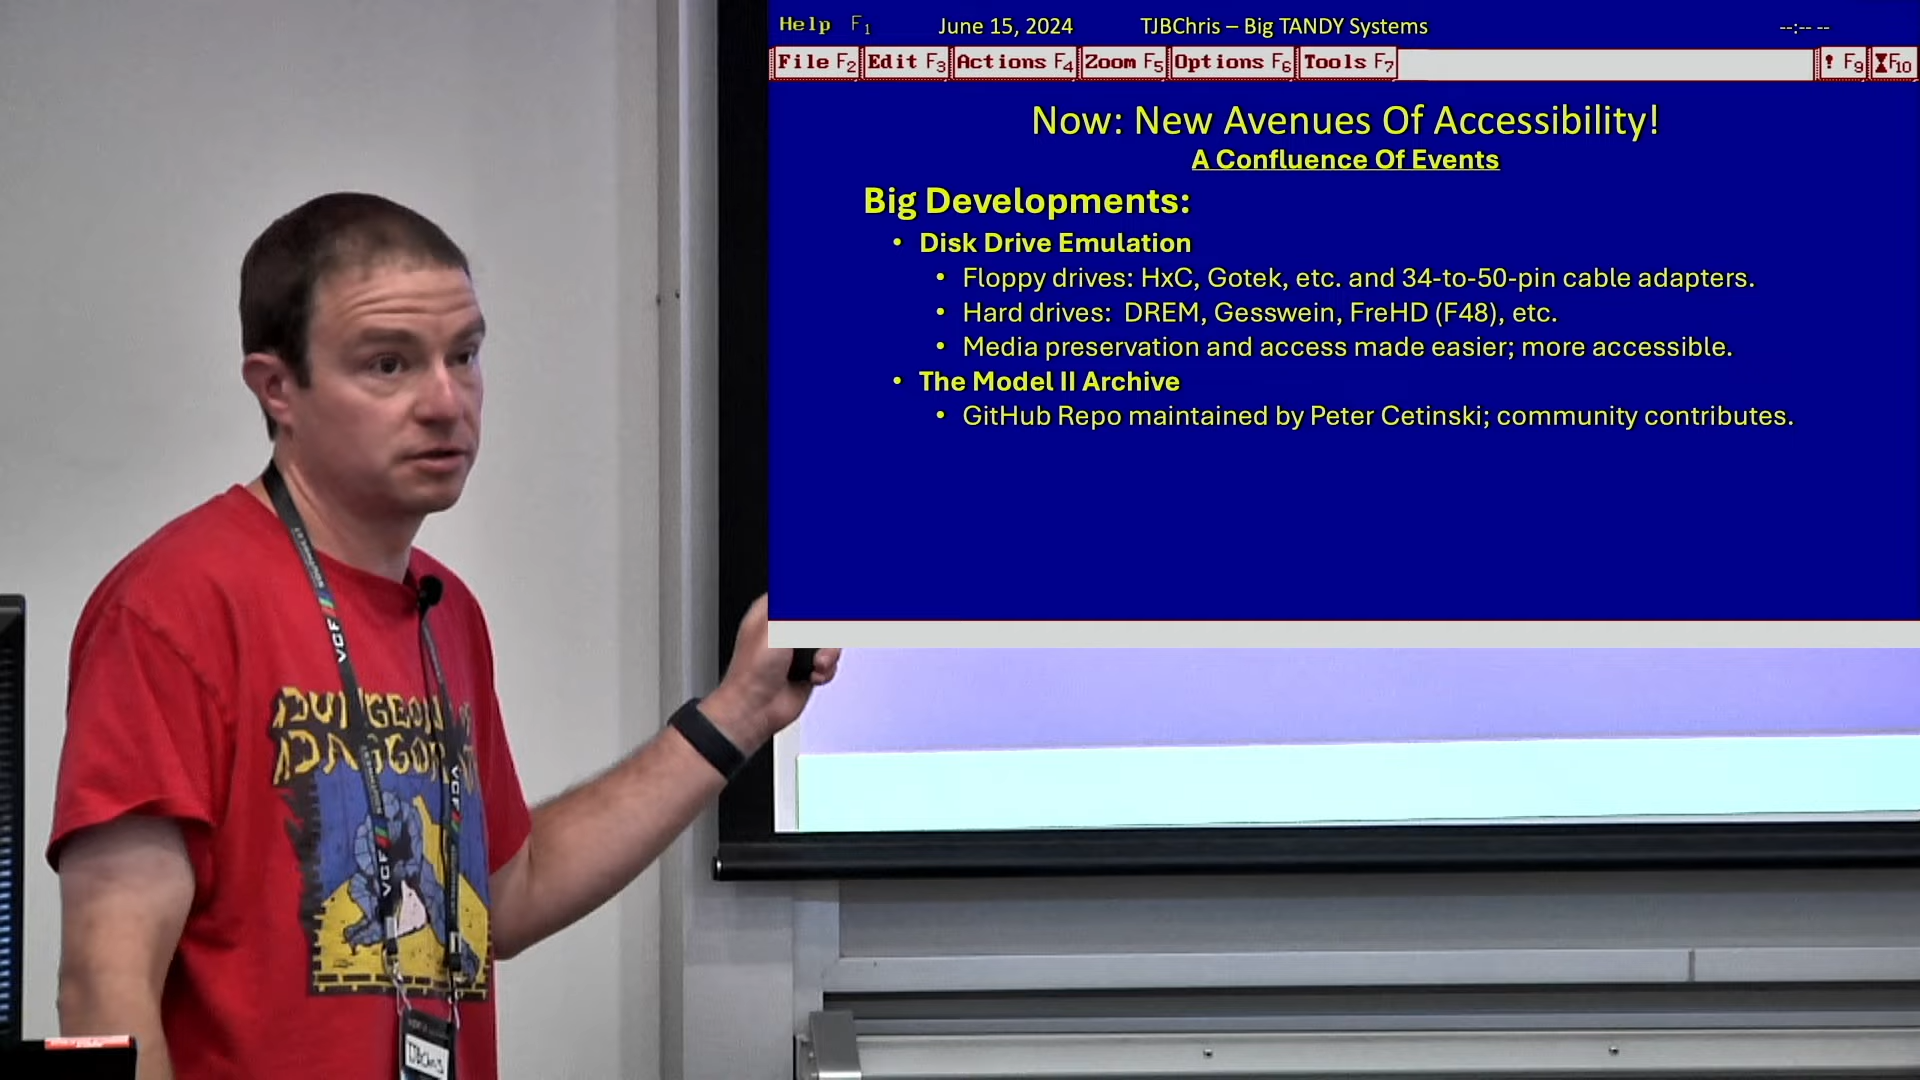 Help F1 June 15, 2024 TJBChris – Big TANDY Systems --:-- --
File F2 Edit F3 Actions F4 Zoom F5 Options F6 Tools F7 ! F9 F10
Now: New Avenues Of Accessibility!
A Confluence Of Events
Big Developments:
• Disk Drive Emulation
• Floppy drives: HxC, Gotek, etc. and 34-to-50-pin cable adapters.
• Hard drives: DREM, Gesswein, FreHD (F48), etc.
• Media preservation and access made easier; more accessible.
• The Model II Archive
• GitHub Repo maintained by Peter Cetinski; community contributes.
VCF
VCF
VCF
TJBChris